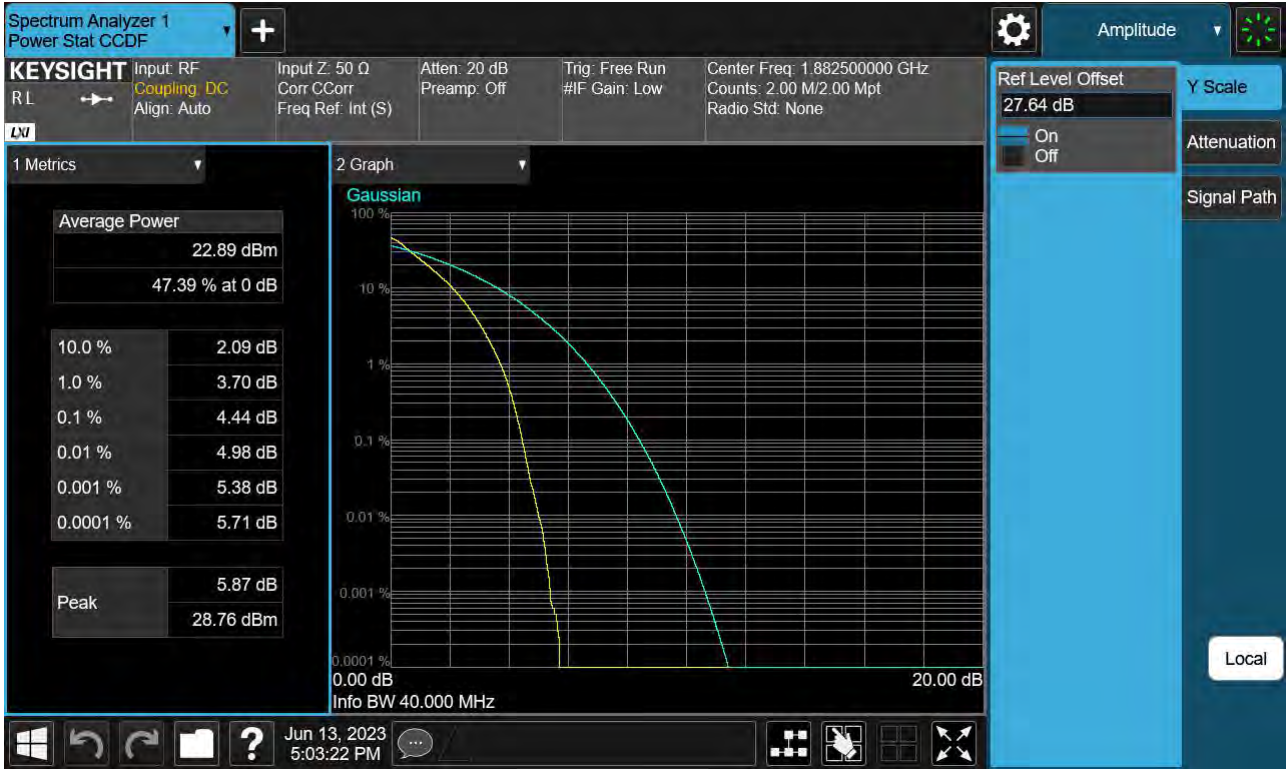 Spectrum Analyzer 1
Power Stat CCDF
+
Amplitude
KEYSIGHT
RL
LXI
Input: RF
Coupling: DC
Align: Auto
Input Z: 50 Ω
Corr CCorr
Freq Ref: Int (S)
Atten: 20 dB
Preamp: Off
Trig: Free Run
#IF Gain: Low
Center Freq: 1.882500000 GHz
Counts: 2.00 M/2.00 Mpt
Radio Std: None
Ref Level Offset
27.64 dB
On
Off
Y Scale
Attenuation
Signal Path
Local
1 Metrics
Average Power
22.89 dBm
47.39 % at 0 dB
10.0 % 2.09 dB
1.0 % 3.70 dB
0.1 % 4.44 dB
0.01 % 4.98 dB
0.001 % 5.38 dB
0.0001 % 5.71 dB
Peak
5.87 dB
28.76 dBm
2 Graph
Gaussian
100 %
10 %
1 %
0.1 %
0.01 %
0.001 %
0.0001 %
0.00 dB 20.00 dB
Info BW 40.000 MHz
?
Jun 13, 2023
5:03:22 PM